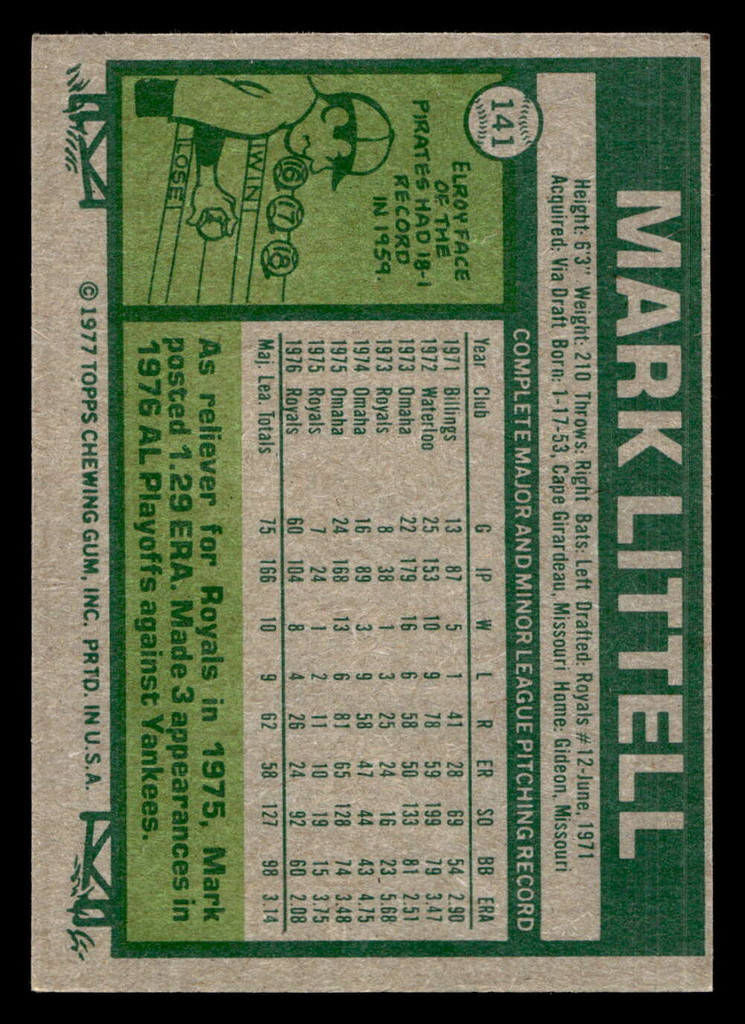 MARK LITTELL
141
Height: 6'3" Weight: 210 Throws: Right Bats: Left Drafted: Royals #12-June, 1971
Acquired: Via Draft Born: 1-17-53, Cape Girardeau, Missouri Home: Gideon, Missouri
COMPLETE MAJOR AND MINOR LEAGUE PITCHING RECORD
Year Club G IP W L R ER SO BB ERA
1971 Billings 13 87 5 1 41 28 69 54 2.90
1972 Waterloo 25 153 10 9 78 59 199 79 3.47
1973 Omaha 22 179 16 6 58 50 133 81 2.51
1973 Royals 8 38 1 3 25 24 16 23 5.68
1974 Omaha 16 89 3 9 58 47 44 43 4.75
1975 Omaha 24 168 13 6 81 65 128 74 3.48
1975 Royals 7 24 1 2 11 10 19 15 3.75
1976 Royals 60 104 8 4 26 24 92 60 2.08
Maj. Lea. Totals 75 166 10 9 62 58 127 98 3.14
ELROY FACE
OF THE
PIRATES HAD 18-1
RECORD
IN 1959.
WIN 16 17 18
LOSE
As reliever for Royals in 1975, Mark
posted 1.29 ERA. Made 3 appearances in
1976 AL Playoffs against Yankees.
© 1977 TOPPS CHEWING GUM, INC. PRTD. IN U.S.A.